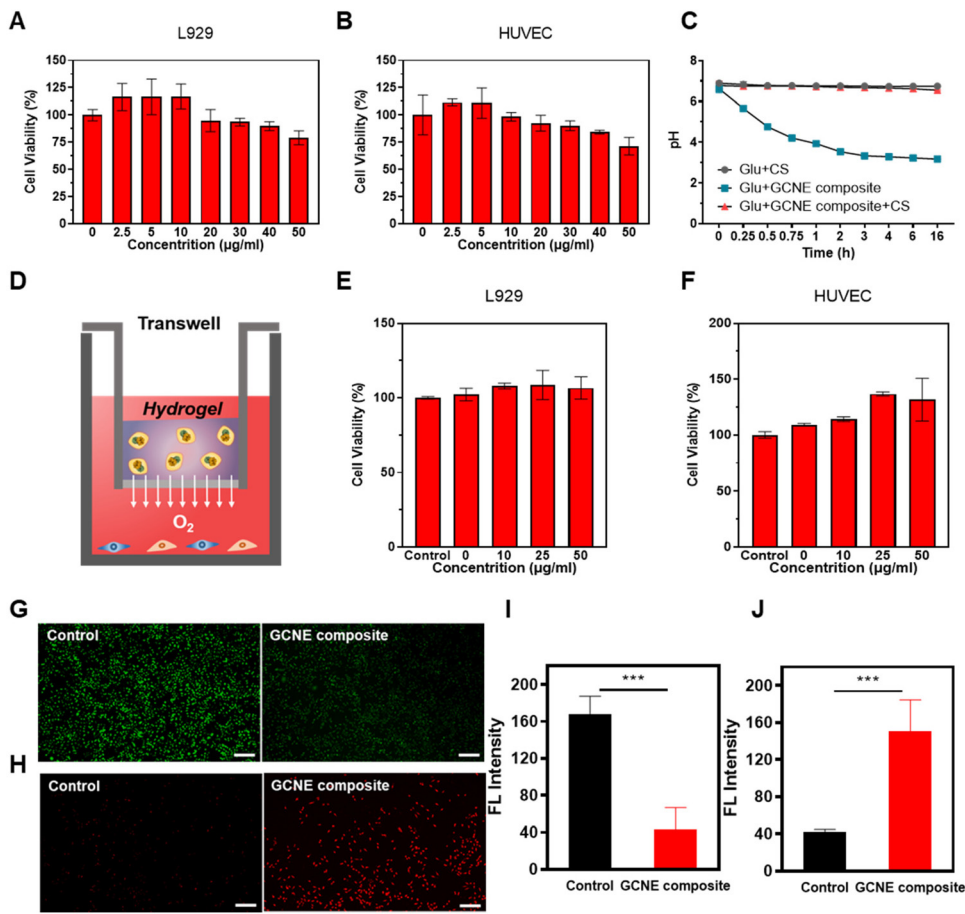 A
L929
Cell Viability (%)
150
125
100
75
50
25
0
0 2.5 5 10 20 30 40 50
Concentrition (μg/ml)
B
HUVEC
Cell Viability (%)
150
125
100
75
50
25
0
0 2.5 5 10 20 30 40 50
Concentrition (μg/ml)
C
pH
8
6
4
2
0
Glu+CS
Glu+GCNE composite
Glu+GCNE composite+CS
0 0.25 0.5 0.75 1 2 3 4 6 16
Time (h)
D
Transwell
Hydrogel
O2
E
L929
Cell Viability (%)
150
100
50
0
Control 0 10 25 50
Concentrition (μg/ml)
F
HUVEC
Cell Viability (%)
200
150
100
50
0
Control 0 10 25 50
Concentrition (μg/ml)
G
Control
GCNE composite
H
Control
GCNE composite
I
FL Intensity
200
160
120
80
40
0
***
Control GCNE composite
J
FL Intensity
200
160
120
80
40
0
***
Control GCNE composite